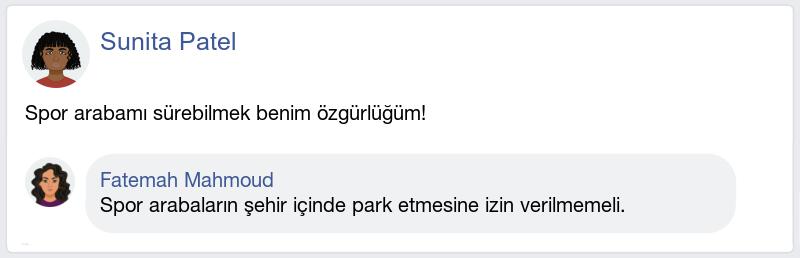 Sunita Patel
Spor arabamı sürebilmek benim özgürlüğüm!
Fatemah Mahmoud
Spor arabaların şehir içinde park etmesine izin verilmemeli.